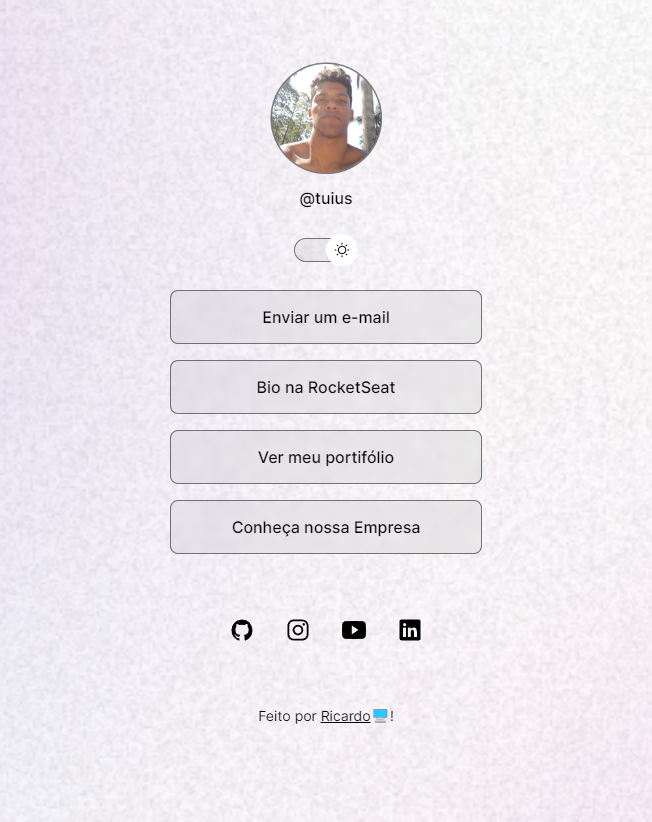 @tuius
Enviar um e-mail
Bio na RocketSeat
Ver meu portifólio
Conheça nossa Empresa
Feito por Ricardo🖥️!